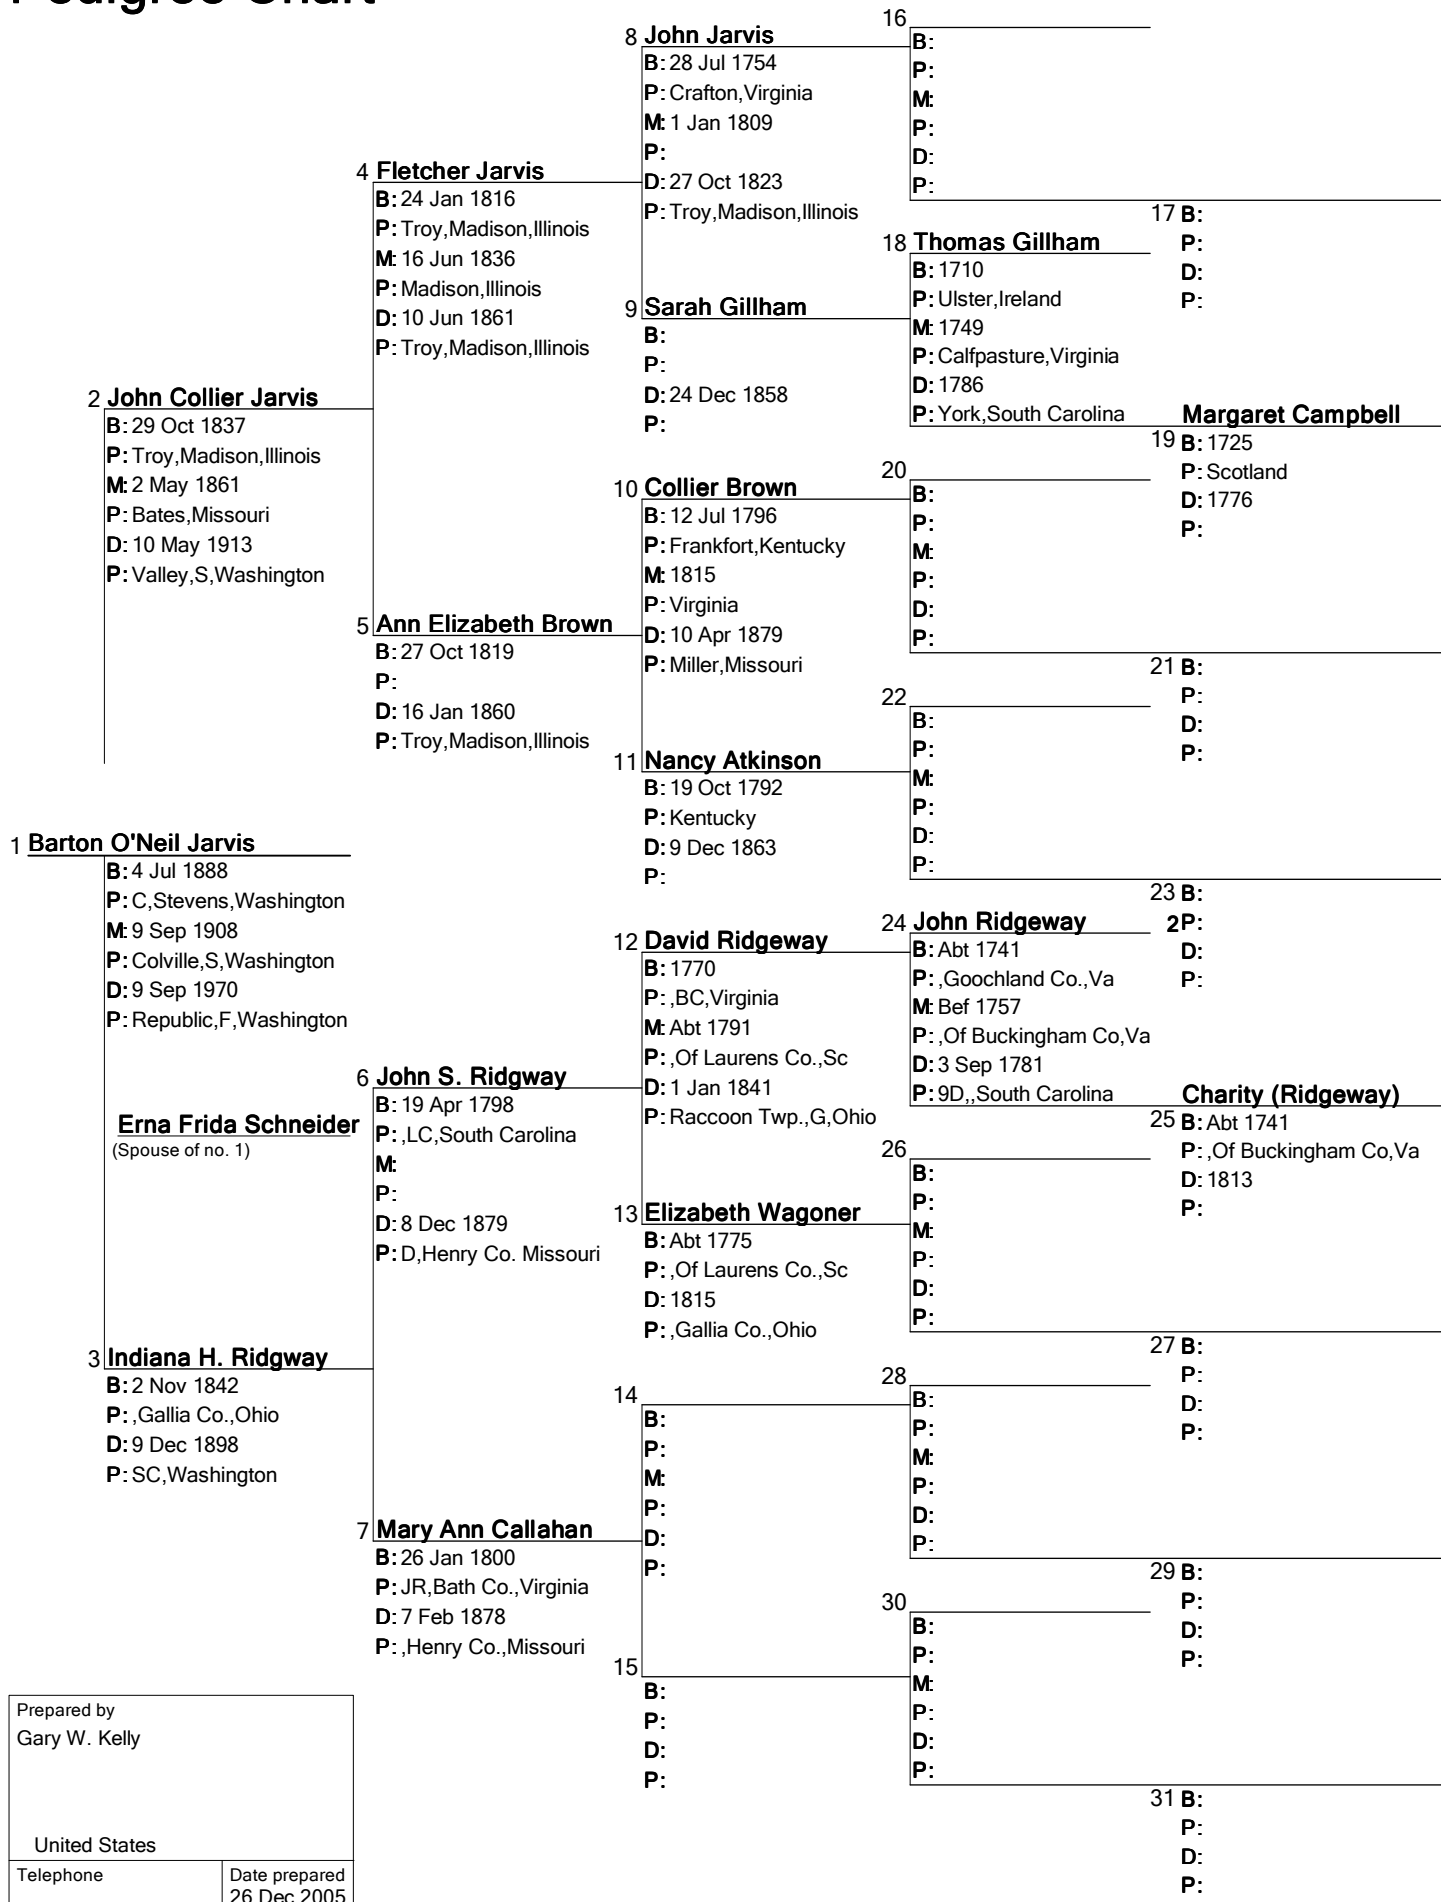 Pedigree Chart
8 John Jarvis
B: 28 Jul 1754
P: Crafton,Virginia
M: 1 Jan 1809
P:
D: 27 Oct 1823
P: Troy,Madison,Illinois
16
B:
P:
M:
P:
D:
P:
4 Fletcher Jarvis
B: 24 Jan 1816
P: Troy,Madison,Illinois
M: 16 Jun 1836
P: Madison,Illinois
D: 10 Jun 1861
P: Troy,Madison,Illinois
17 B:
P:
D:
P:
18 Thomas Gillham
B: 1710
P: Ulster,Ireland
M: 1749
P: Calfpasture,Virginia
D: 1786
P: York,South Carolina
9 Sarah Gillham
B:
P:
D: 24 Dec 1858
P:
Margaret Campbell
19 B: 1725
P: Scotland
D: 1776
P:
2 John Collier Jarvis
B: 29 Oct 1837
P: Troy,Madison,Illinois
M: 2 May 1861
P: Bates,Missouri
D: 10 May 1913
P: Valley,S,Washington
10 Collier Brown
B: 12 Jul 1796
P: Frankfort,Kentucky
M: 1815
P: Virginia
D: 10 Apr 1879
P: Miller,Missouri
20
B:
P:
M:
P:
D:
P:
5 Ann Elizabeth Brown
B: 27 Oct 1819
P:
D: 16 Jan 1860
P: Troy,Madison,Illinois
21 B:
P:
D:
P:
22
B:
P:
M:
P:
D:
P:
11 Nancy Atkinson
B: 19 Oct 1792
P: Kentucky
D: 9 Dec 1863
P:
23 B:
2P:
D:
P:
1 Barton O'Neil Jarvis
B: 4 Jul 1888
P: C,Stevens,Washington
M: 9 Sep 1908
P: Colville,S,Washington
D: 9 Sep 1970
P: Republic,F,Washington
12 David Ridgeway
B: 1770
P: ,BC,Virginia
M: Abt 1791
P: ,Of Laurens Co.,Sc
D: 1 Jan 1841
P: Raccoon Twp.,G,Ohio
24 John Ridgeway
B: Abt 1741
P: ,Goochland Co.,Va
M: Bef 1757
P: ,Of Buckingham Co,Va
D: 3 Sep 1781
P: 9D,,South Carolina
Charity (Ridgeway)
25 B: Abt 1741
P: ,Of Buckingham Co,Va
D: 1813
P:
6 John S. Ridgway
B: 19 Apr 1798
P: ,LC,South Carolina
M:
P:
D: 8 Dec 1879
P: D,Henry Co. Missouri
Erna Frida Schneider
(Spouse of no. 1)
26
B:
P:
M:
P:
D:
P:
13 Elizabeth Wagoner
B: Abt 1775
P: ,Of Laurens Co.,Sc
D: 1815
P: ,Gallia Co.,Ohio
27 B:
P:
D:
P:
3 Indiana H. Ridgway
B: 2 Nov 1842
P: ,Gallia Co.,Ohio
D: 9 Dec 1898
P: SC,Washington
14
B:
P:
M:
P:
D:
P:
28
B:
P:
M:
P:
D:
P:
7 Mary Ann Callahan
B: 26 Jan 1800
P: JR,Bath Co.,Virginia
D: 7 Feb 1878
P: ,Henry Co.,Missouri
29 B:
P:
D:
P:
30
B:
P:
M:
P:
D:
P:
15
B:
P:
D:
P:
31 B:
P:
D:
P:
Prepared by
Gary W. Kelly
United States
Telephone
Date prepared
26 Dec 2005